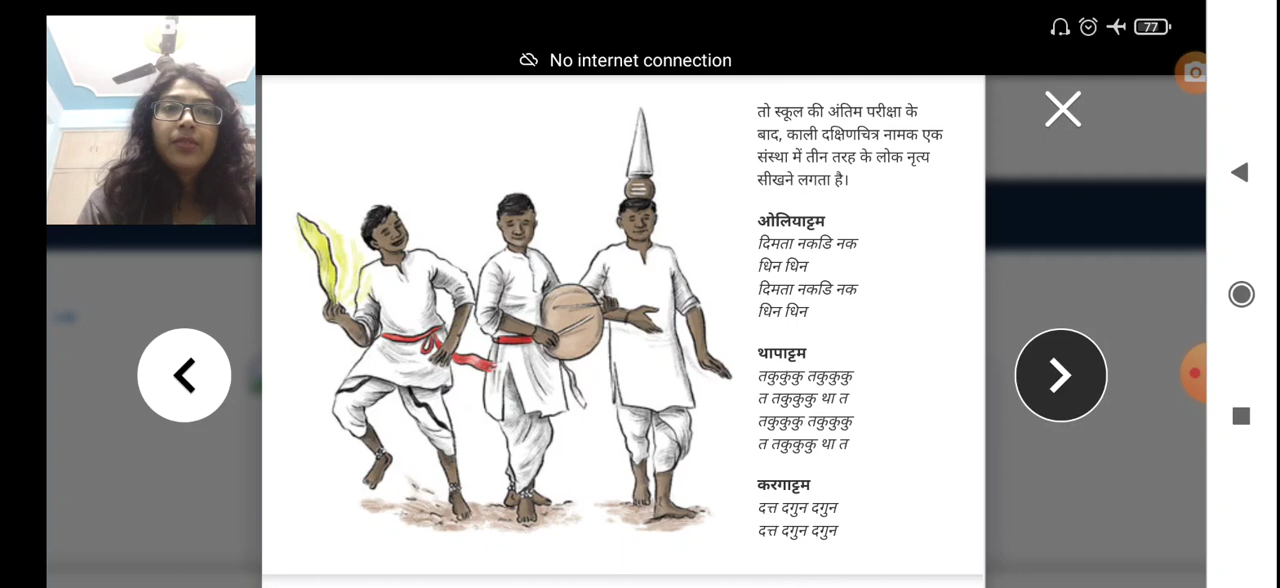 77
No internet connection
तो स्कूल की अंतिम परीक्षा के
बाद, काली दक्षिणचित्र नामक एक
संस्था में तीन तरह के लोक नृत्य
सीखने लगता है।
ओलियाट्टम
दिमता नकडि नक
धिन धिन
दिमता नकडि नक
धिन धिन
थापाट्टम
तकुकुकु तकुकुकु
त तकुकुकु था त
तकुकुकु तकुकुकु
त तकुकुकु था त
करगाट्टम
दत्त दगुन दगुन
दत्त दगुन दगुन